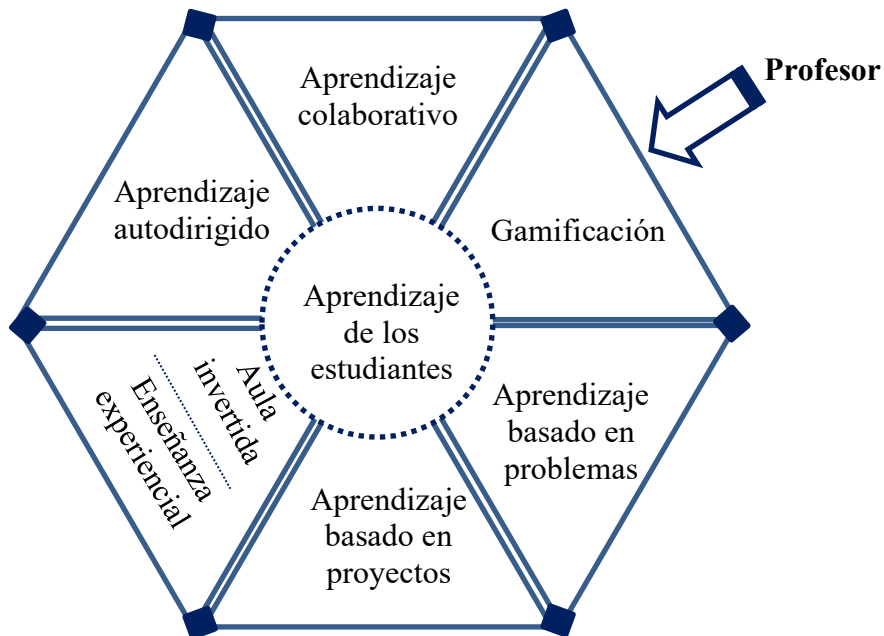 Profesor
Aprendizaje
colaborativo
Aprendizaje
autodirigido
Gamificación
Aprendizaje
de los
estudiantes
Aula
invertida
Enseñanza
experiencial
Aprendizaje
basado en
problemas
Aprendizaje
basado en
proyectos